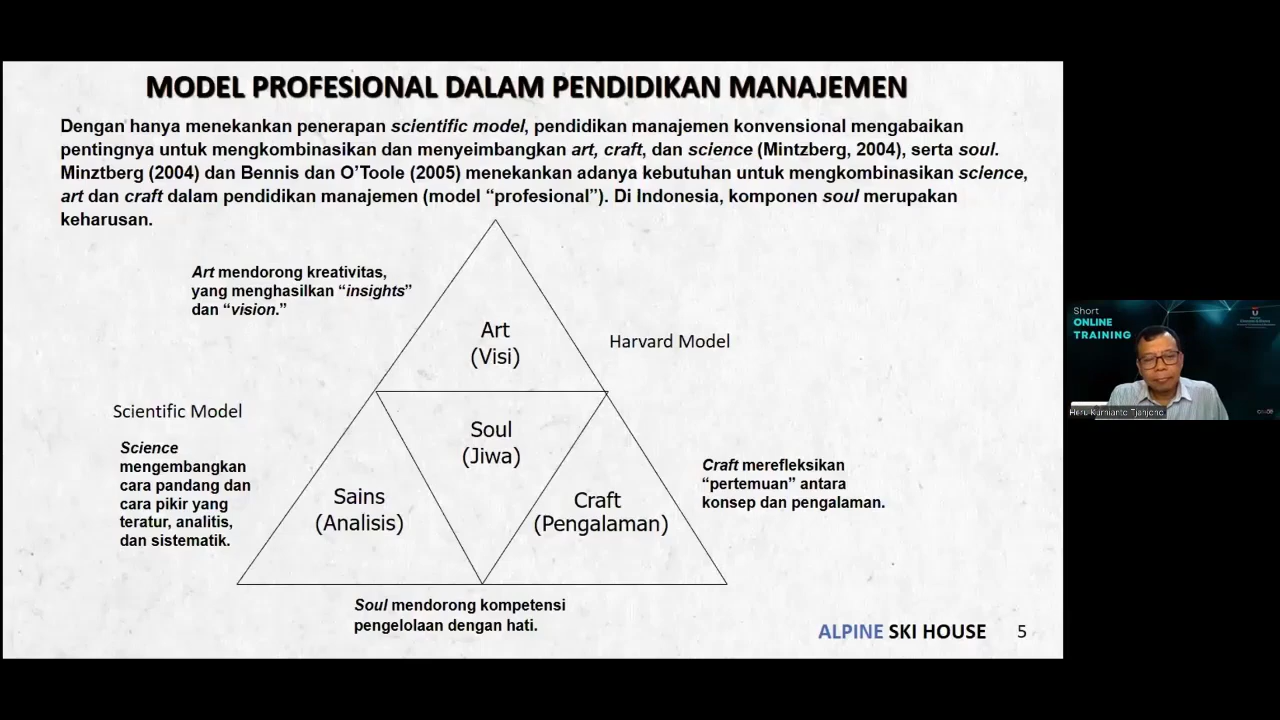 MODEL PROFESIONAL DALAM PENDIDIKAN MANAJEMEN
Dengan hanya menekankan penerapan scientific model, pendidikan manajemen konvensional mengabaikan
pentingnya untuk mengkombinasikan dan menyeimbangkan art, craft, dan science (Mintzberg, 2004), serta soul.
Minztberg (2004) dan Bennis dan O’Toole (2005) menekankan adanya kebutuhan untuk mengkombinasikan science,
art dan craft dalam pendidikan manajemen (model “profesional”). Di Indonesia, komponen soul merupakan
keharusan.
Art mendorong kreativitas,
yang menghasilkan “insights”
dan “vision.”
Art
(Visi)
Harvard Model
Scientific Model
Science
mengembangkan
cara pandang dan
cara pikir yang
teratur, analitis,
dan sistematik.
Soul
(Jiwa)
Sains
(Analisis)
Craft
(Pengalaman)
Craft merefleksikan
“pertemuan” antara
konsep dan pengalaman.
Soul mendorong kompetensi
pengelolaan dengan hati.
ALPINE SKI HOUSE 5
Short
ONLINE
TRAINING
Heru Kurnianto Tjahjono